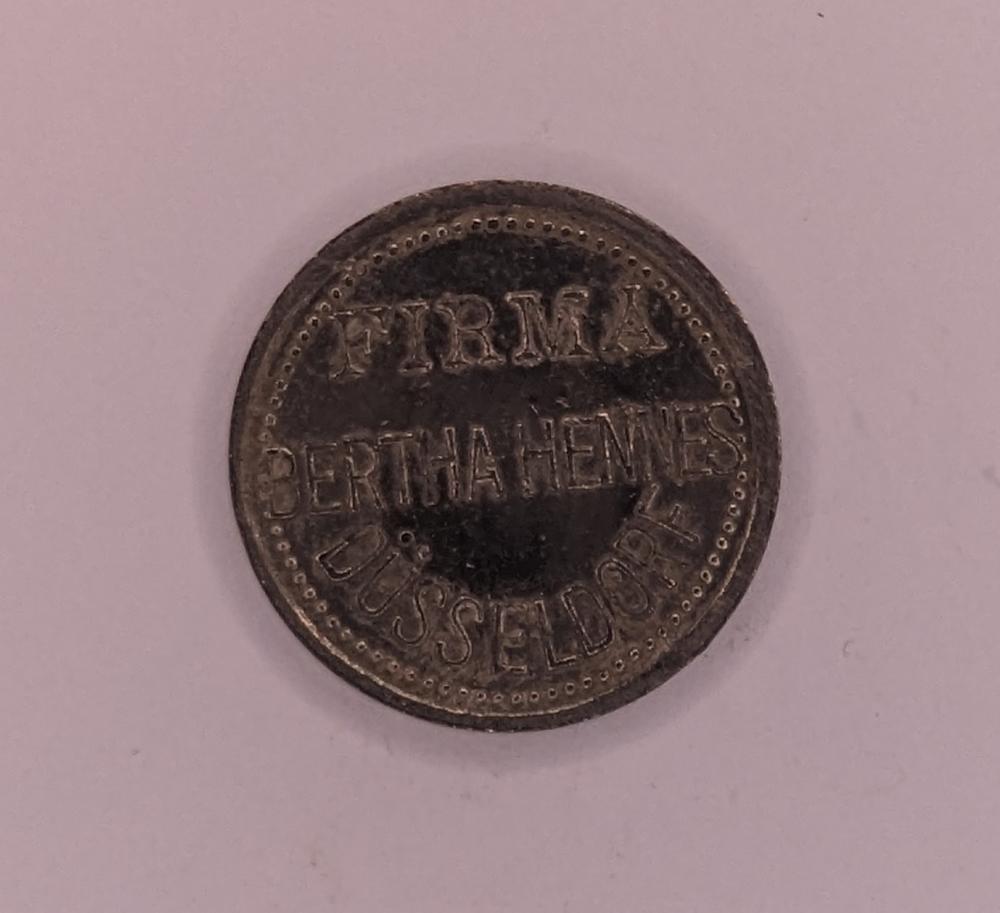 FIRMA
BERTHA HENNES
DÜSSELDORF